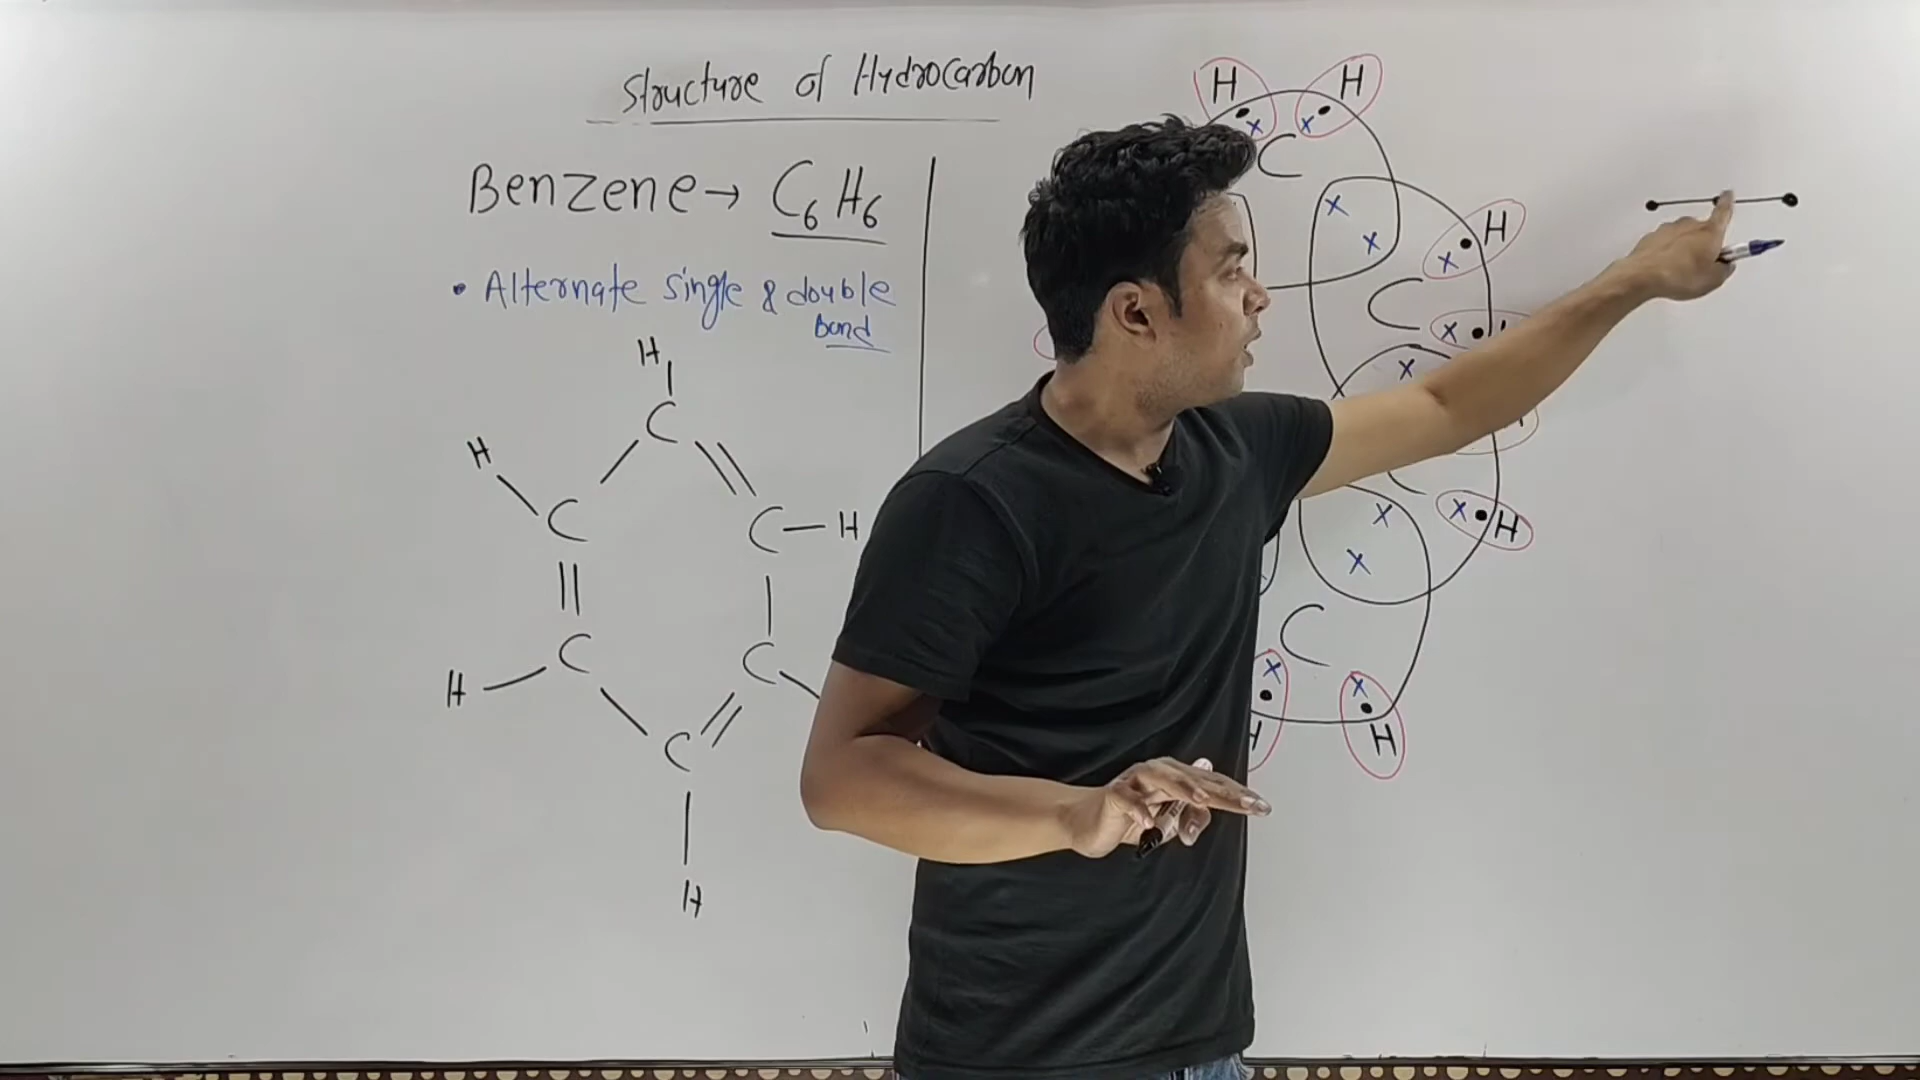 Structure of Hydrocarbon
Benzene → C6H6
• Alternate single & double
Bond
H
C
H
C
C — H
C
C
H
C
H
H
H
C
H
C
H
C
H
H